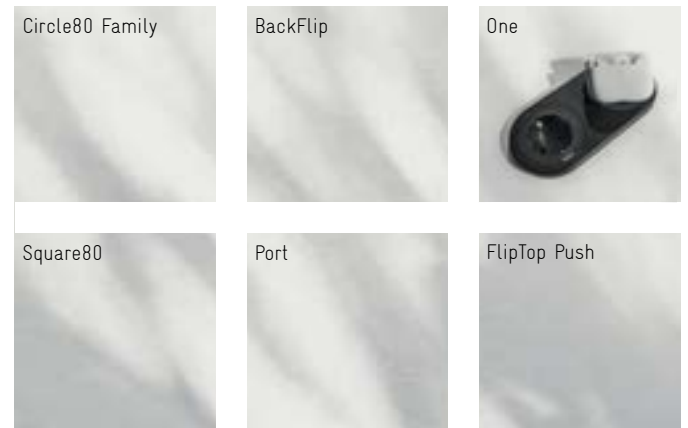 Circle80 Family
BackFlip
One
Square80
Port
FlipTop Push